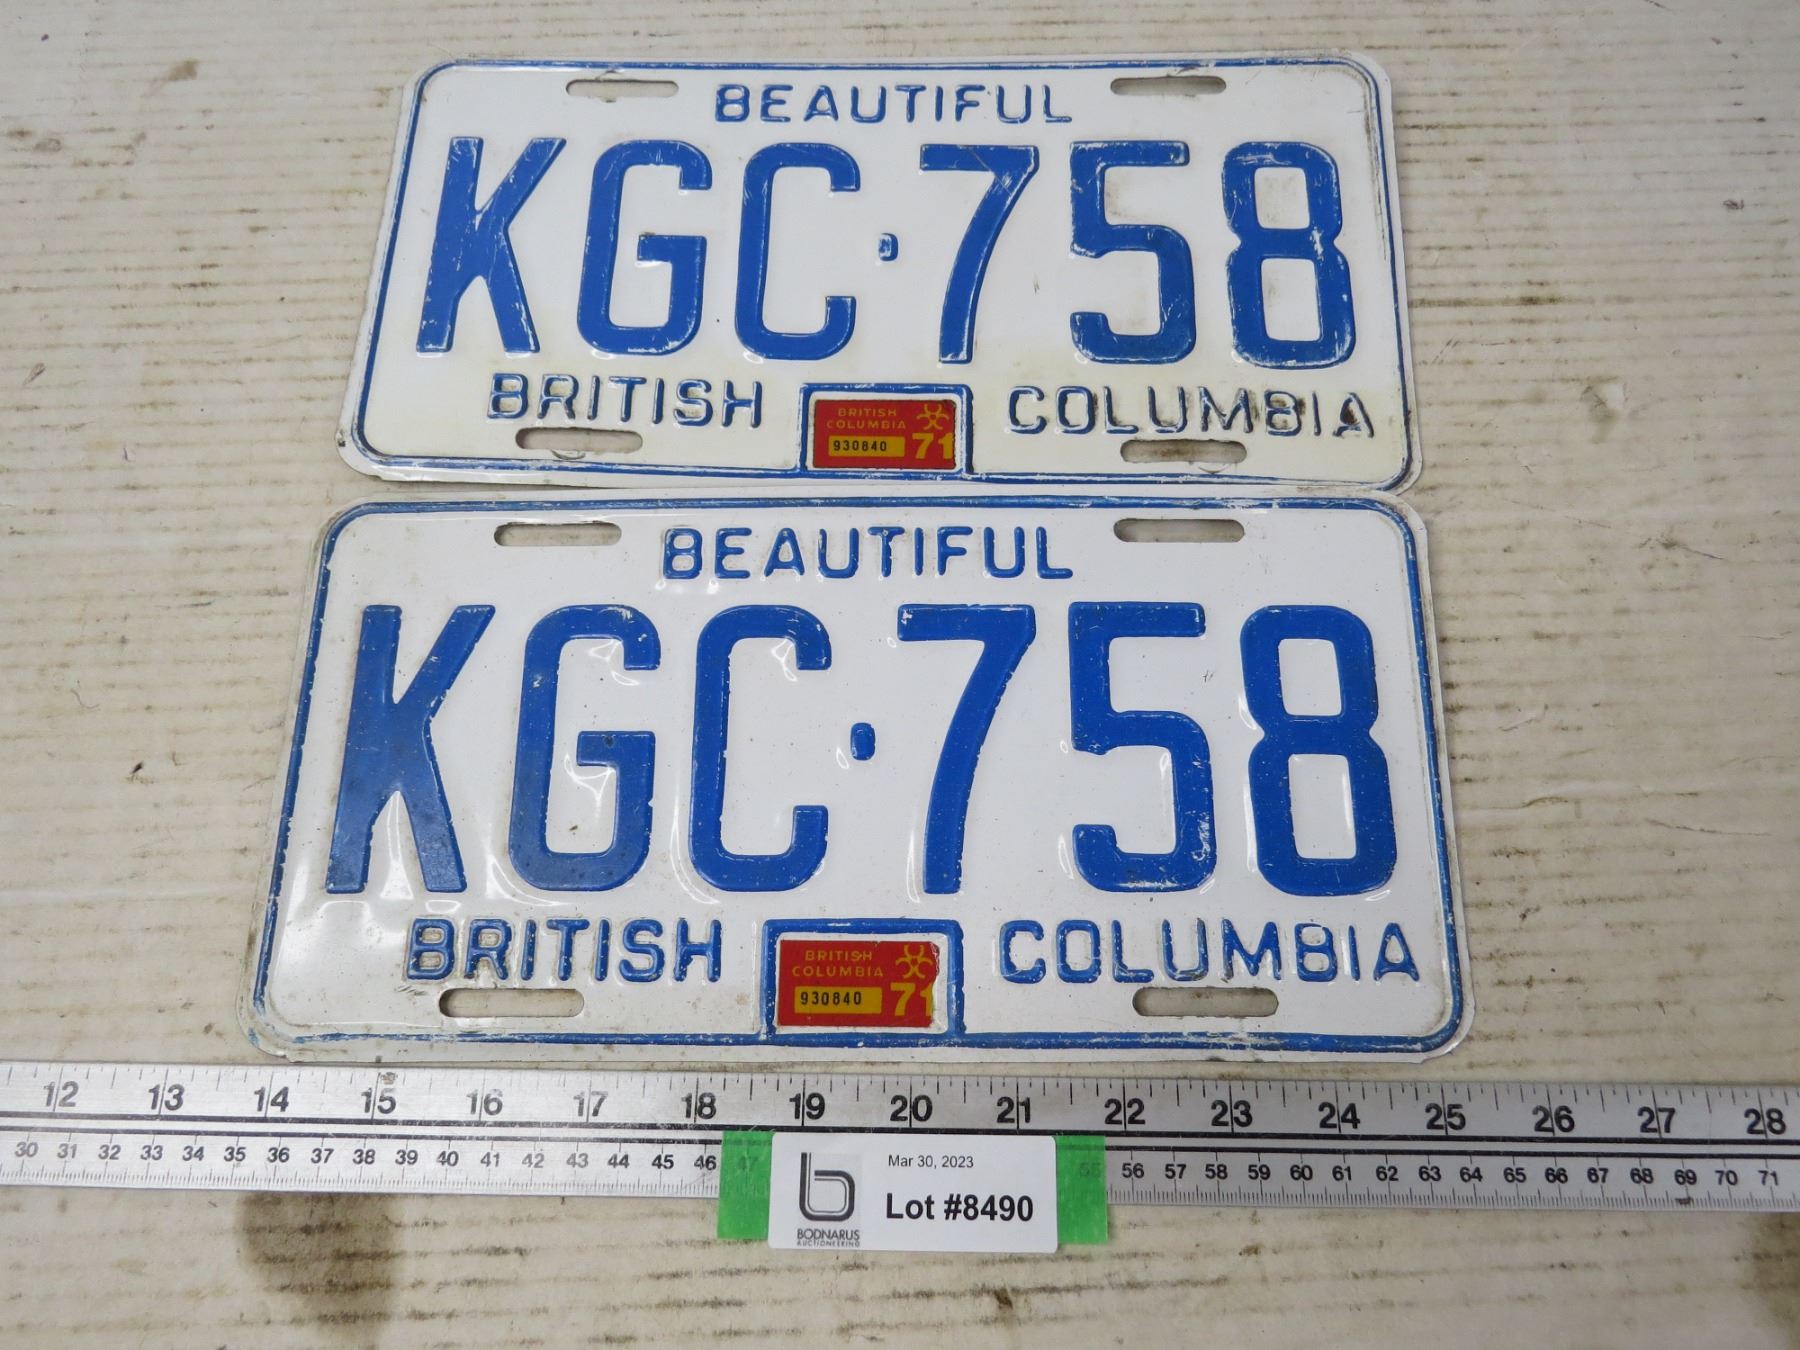 BEAUTIFUL
KGC·758
BRITISH COLUMBIA
BRITISH
COLUMBIA
930840 71
BEAUTIFUL
KGC·758
BRITISH COLUMBIA
BRITISH
COLUMBIA
930840 71
12 13 14 15 16 17 18 19 20 21 22 23 24 25 26 27 28
30 31 32 33 34 35 36 37 38 39 40 41 42 43 44 45 46 47 55 56 57 58 59 60 61 62 63 64 65 66 67 68 69 70 71
Mar 30, 2023
Lot #8490
b
BODNARUS
AUCTIONEERING